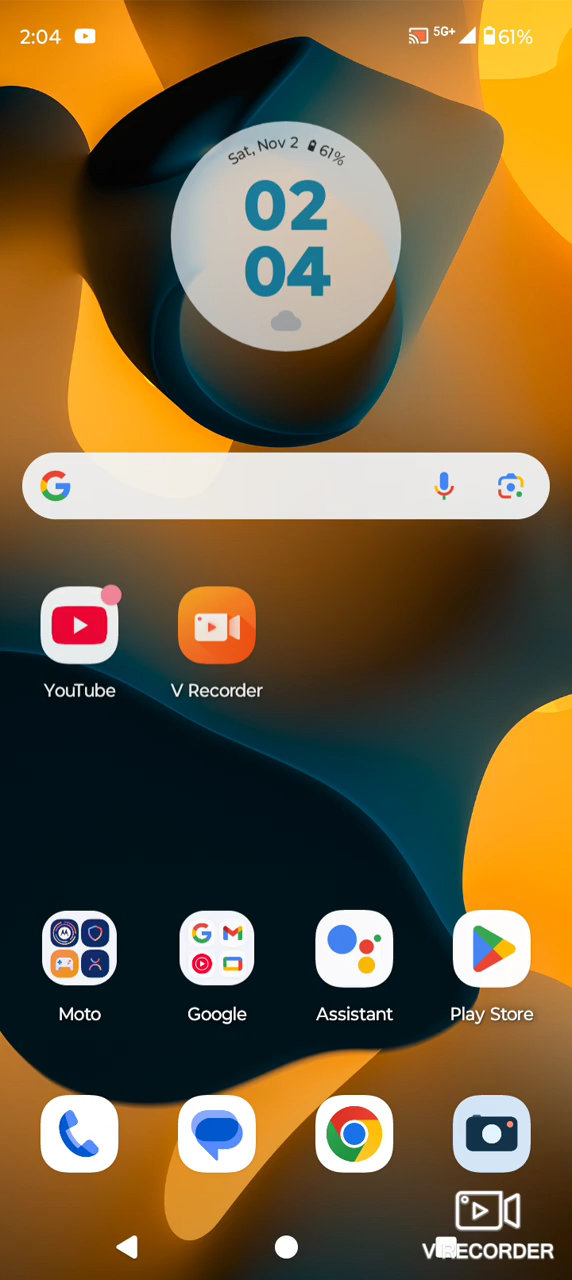 2:04 5G+ 61%
Sat, Nov 2 61%
02
04
YouTube V Recorder
Moto Google Assistant Play Store
V RECORDER